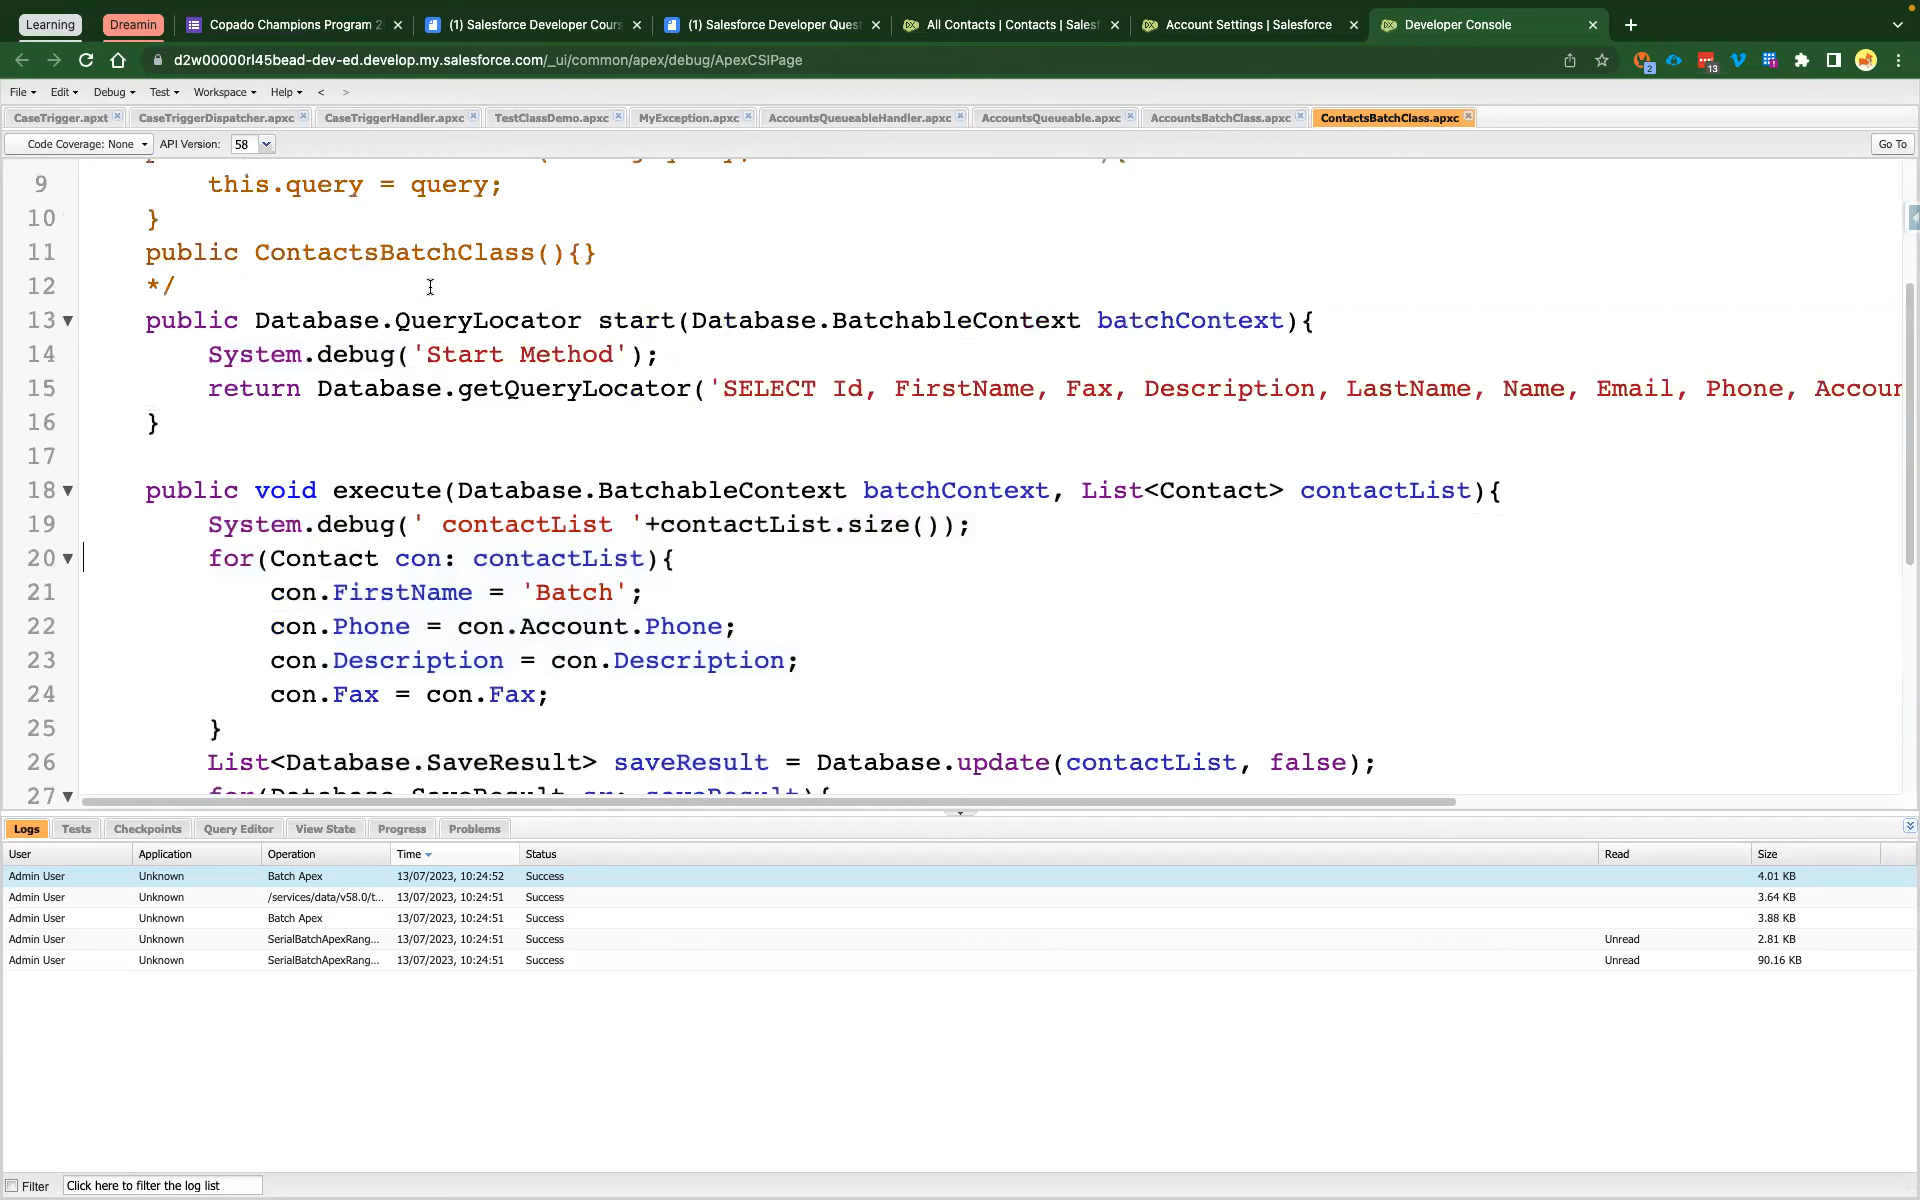 Learning Dreamin Copado Champions Program 2 (1) Salesforce Developer Cours (1) Salesforce Developer Quest All Contacts | Contacts | Salesf Account Settings | Salesforce Developer Console
d2w00000rl45bead-dev-ed.develop.my.salesforce.com/_ui/common/apex/debug/ApexCSIPage 2 13
File Edit Debug Test Workspace Help < >
CaseTrigger.apxt CaseTriggerDispatcher.apxc CaseTriggerHandler.apxc TestClassDemo.apxc MyException.apxc AccountsQueueableHandler.apxc AccountsQueueable.apxc AccountsBatchClass.apxc ContactsBatchClass.apxc
Code Coverage: None API Version: 58 Go To
9 this.query = query;
10 }
11 public ContactsBatchClass(){}
12 */
13 public Database.QueryLocator start(Database.BatchableContext batchContext){
14 System.debug('Start Method');
15 return Database.getQueryLocator('SELECT Id, FirstName, Fax, Description, LastName, Name, Email, Phone, Accoun
16 }
17
18 public void execute(Database.BatchableContext batchContext, List<Contact> contactList){
19 System.debug(' contactList '+contactList.size());
20 for(Contact con: contactList){
21 con.FirstName = 'Batch';
22 con.Phone = con.Account.Phone;
23 con.Description = con.Description;
24 con.Fax = con.Fax;
25 }
26 List<Database.SaveResult> saveResult = Database.update(contactList, false);
27 for(Database.SaveResult sr: saveResult){
Logs Tests Checkpoints Query Editor View State Progress Problems
User Application Operation Time Status Read Size
Admin User Unknown Batch Apex 13/07/2023, 10:24:52 Success 4.01 KB
Admin User Unknown /services/data/v58.0/t... 13/07/2023, 10:24:51 Success 3.64 KB
Admin User Unknown Batch Apex 13/07/2023, 10:24:51 Success 3.88 KB
Admin User Unknown SerialBatchApexRang... 13/07/2023, 10:24:51 Success Unread 2.81 KB
Admin User Unknown SerialBatchApexRang... 13/07/2023, 10:24:51 Success Unread 90.16 KB
Filter Click here to filter the log list